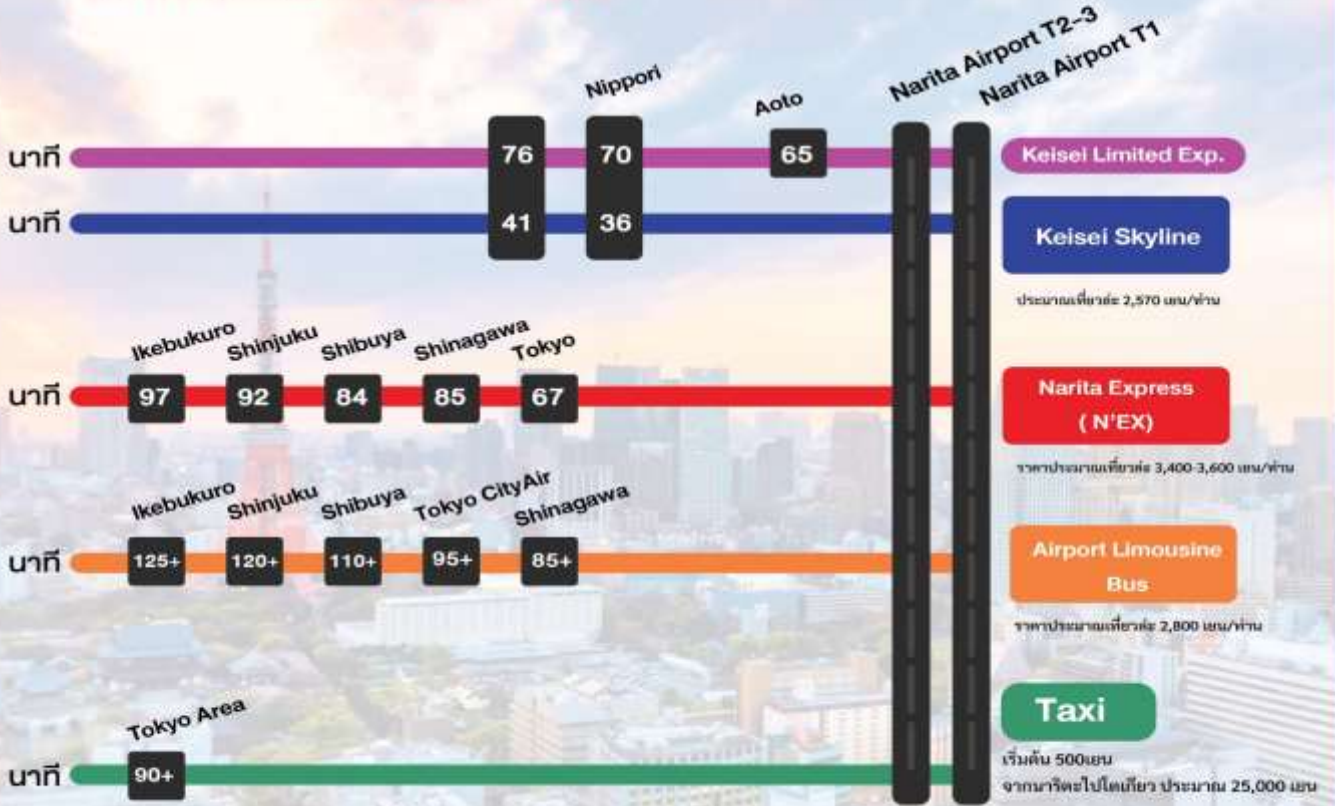 Narita Airport T2-3
Narita Airport T1
Nippori
Aoto
นาที
76
70
65
Keisei Limited Exp.
นาที
41
36
Keisei Skyline
ประมาณเที่ยวละ 2,570 เยน/ท่าน
Ikebukuro
Shinjuku
Shibuya
Shinagawa
Tokyo
นาที
97
92
84
85
67
Narita Express
( N'EX)
ราคาประมาณเที่ยวละ 3,400-3,600 เยน/ท่าน
Ikebukuro
Shinjuku
Shibuya
Tokyo CityAir
Shinagawa
นาที
125+
120+
110+
95+
85+
Airport Limousine
Bus
ราคาประมาณเที่ยวละ 2,800 เยน/ท่าน
Tokyo Area
นาที
90+
Taxi
เริ่มต้น 500เยน
จากนาริตะไปโตเกียว ประมาณ 25,000 เยน